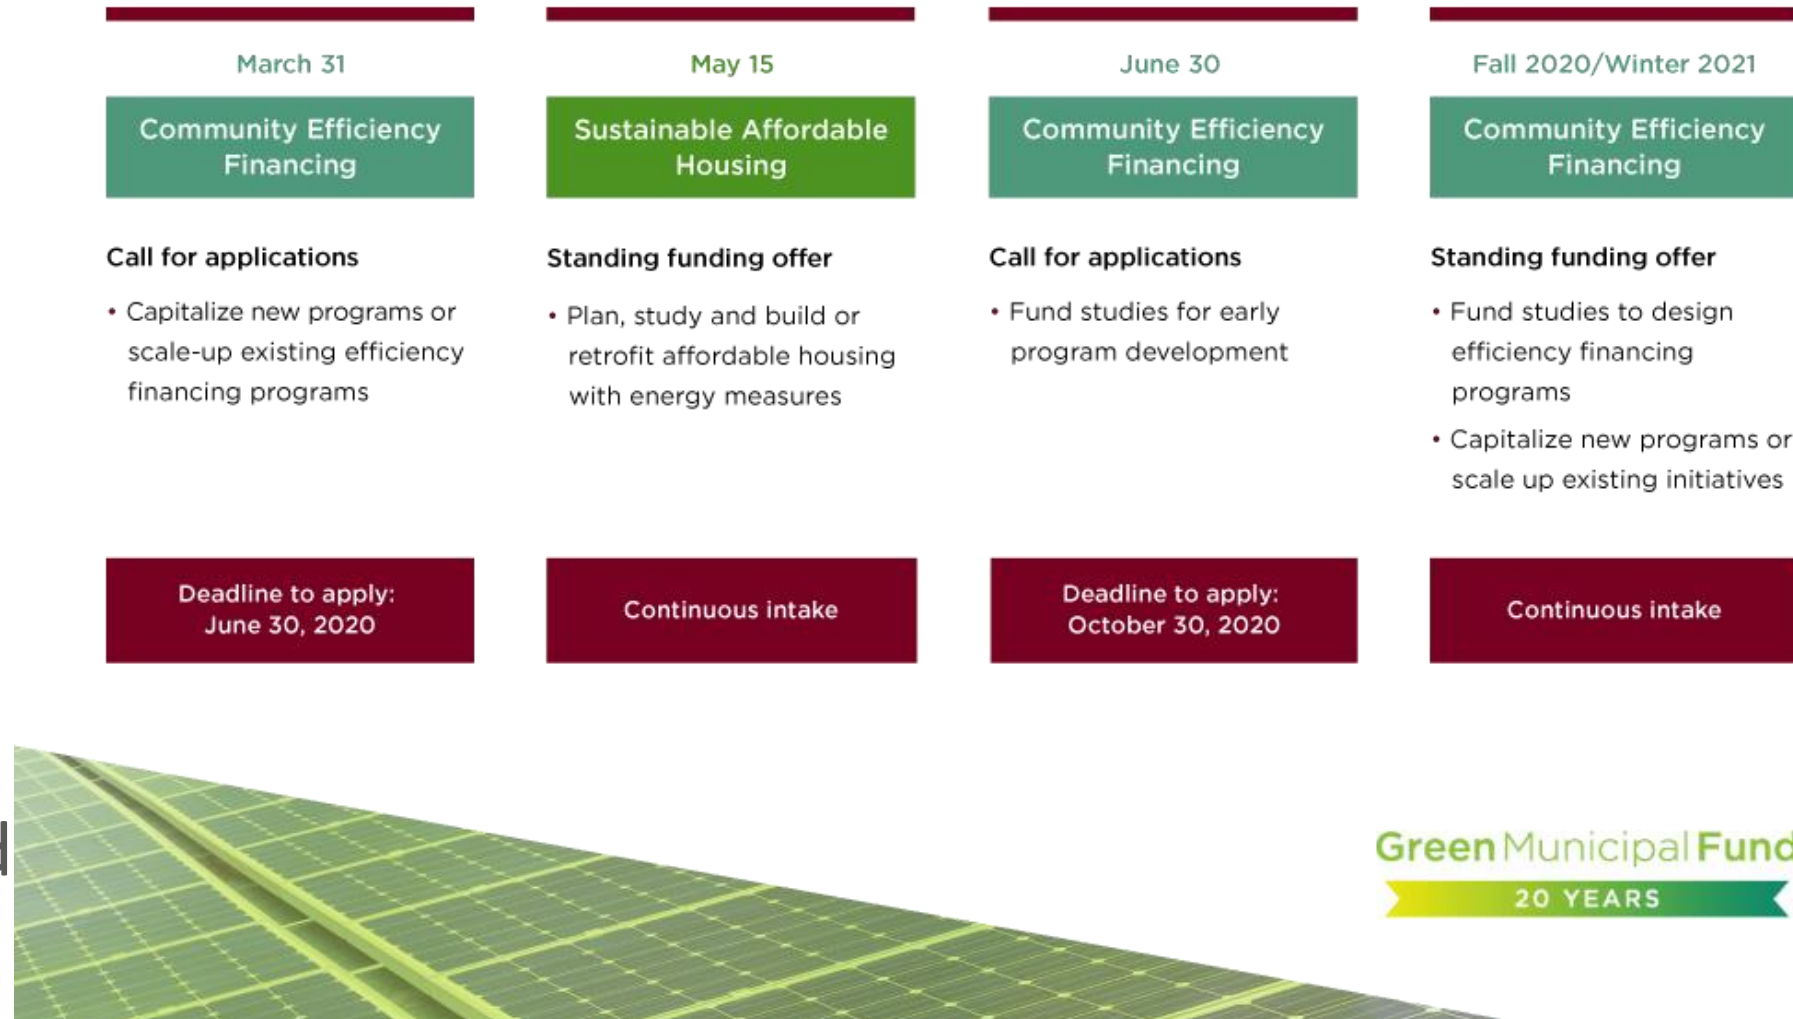 March 31
Community Efficiency
Financing
Call for applications
• Capitalize new programs or
scale-up existing efficiency
financing programs
Deadline to apply:
June 30, 2020
May 15
Sustainable Affordable
Housing
Standing funding offer
• Plan, study and build or
retrofit affordable housing
with energy measures
Continuous intake
June 30
Community Efficiency
Financing
Call for applications
• Fund studies for early
program development
Deadline to apply:
October 30, 2020
Fall 2020/Winter 2021
Community Efficiency
Financing
Standing funding offer
• Fund studies to design
efficiency financing
programs
• Capitalize new programs or
scale up existing initiatives
Continuous intake
Green Municipal Fund
20 YEARS